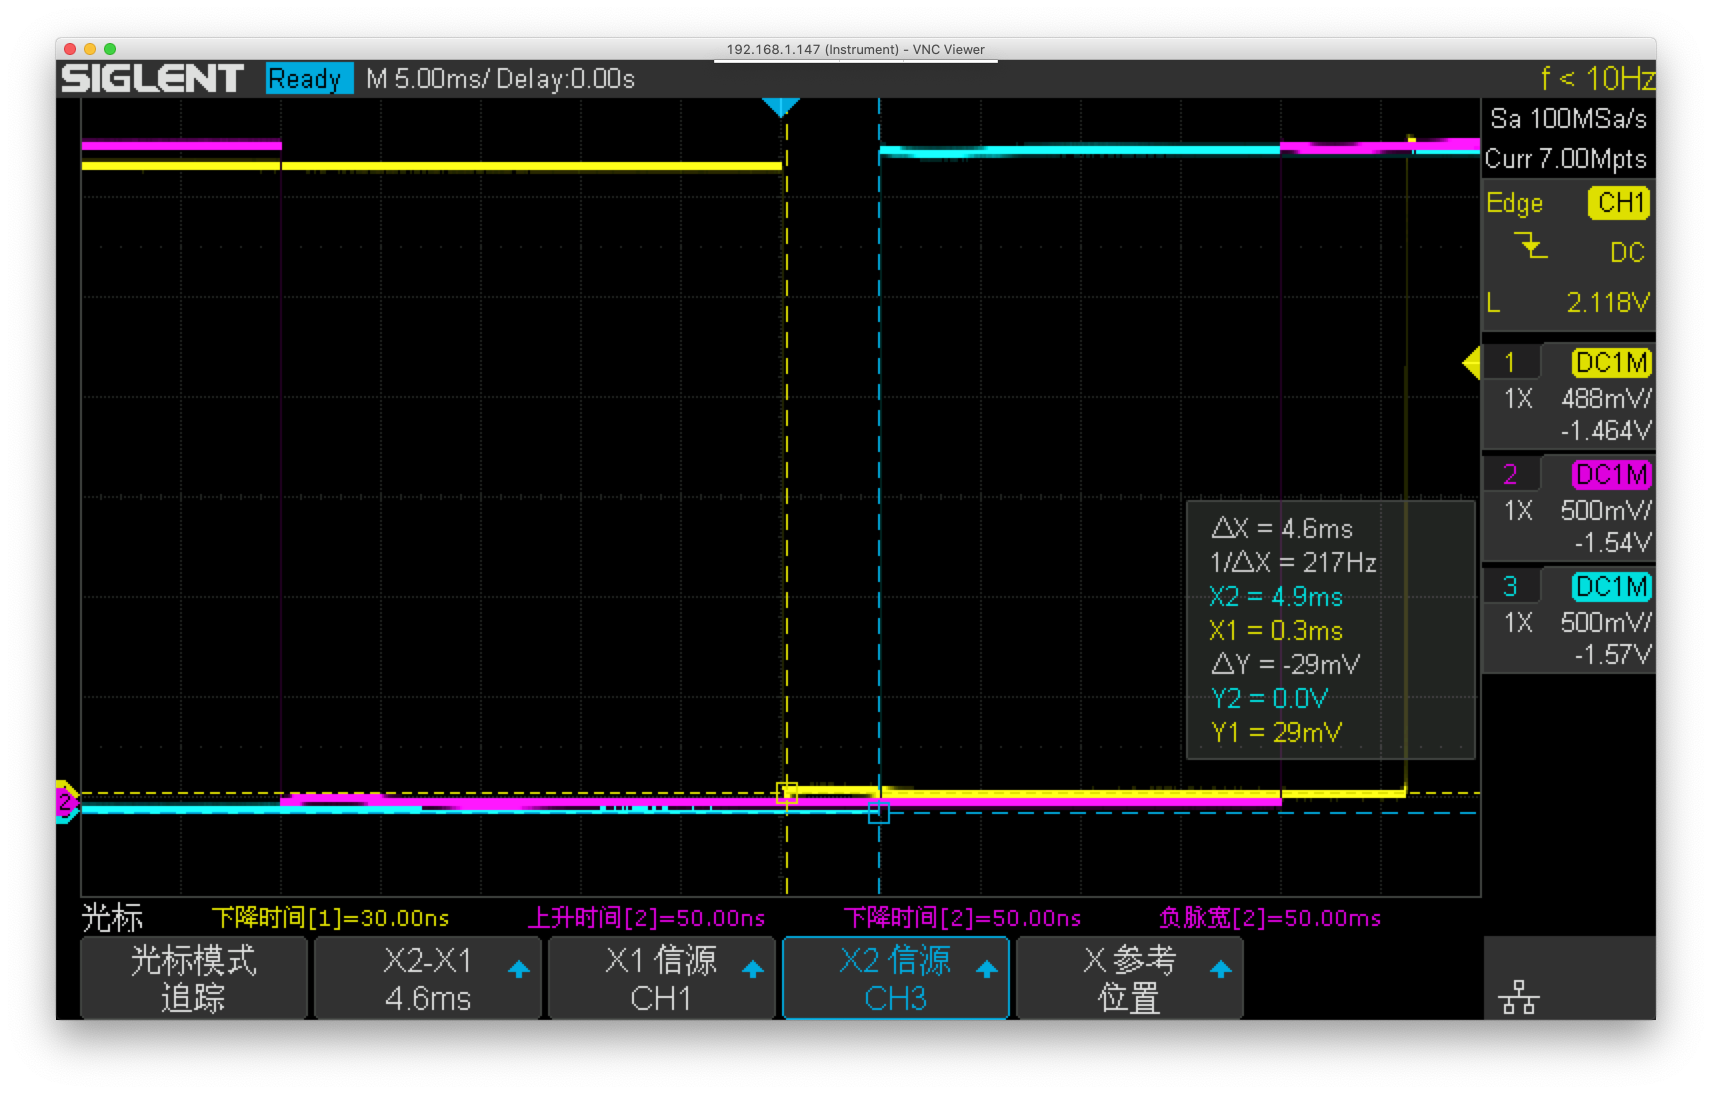 192.168.1.147 (Instrument) - VNC Viewer
SIGLENT Ready M 5.00ms/ Delay:0.00s f < 10Hz
Sa 100MSa/s
Curr 7.00Mpts
Edge CH1
DC
L 2.118V
1 DC1M
1X 488mV/
-1.464V
2 DC1M
1X 500mV/
-1.54V
3 DC1M
1X 500mV/
-1.57V
△X = 4.6ms
1/△X = 217Hz
X2 = 4.9ms
X1 = 0.3ms
△Y = -29mV
Y2 = 0.0V
Y1 = 29mV
2
光标 下降时间[1]=30.00ns 上升时间[2]=50.00ns 下降时间[2]=50.00ns 负脉宽[2]=50.00ms
光标模式
追踪
X2-X1
4.6ms
X1 信源
CH1
X2 信源
CH3
X 参考
位置